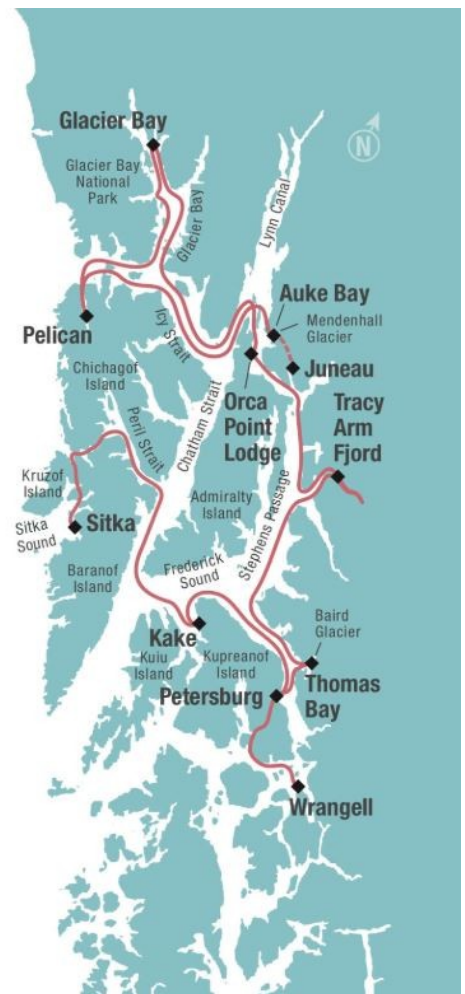 Glacier Bay
Glacier Bay
National
Park
Glacier Bay
Lynn Canal
N
Auke Bay
Mendenhall
Glacier
Pelican
Icy Strait
Juneau
Chichagof
Island
Orca
Point
Lodge
Tracy
Arm
Fjord
Chatham Strait
Peril Strait
Kruzof
Island
Sitka
Sitka
Sound
Admiralty
Island
Stephens Passage
Baranof
Island
Frederick
Sound
Kake
Kuiu
Island
Kupreanof
Island
Baird
Glacier
Thomas
Bay
Petersburg
Wrangell